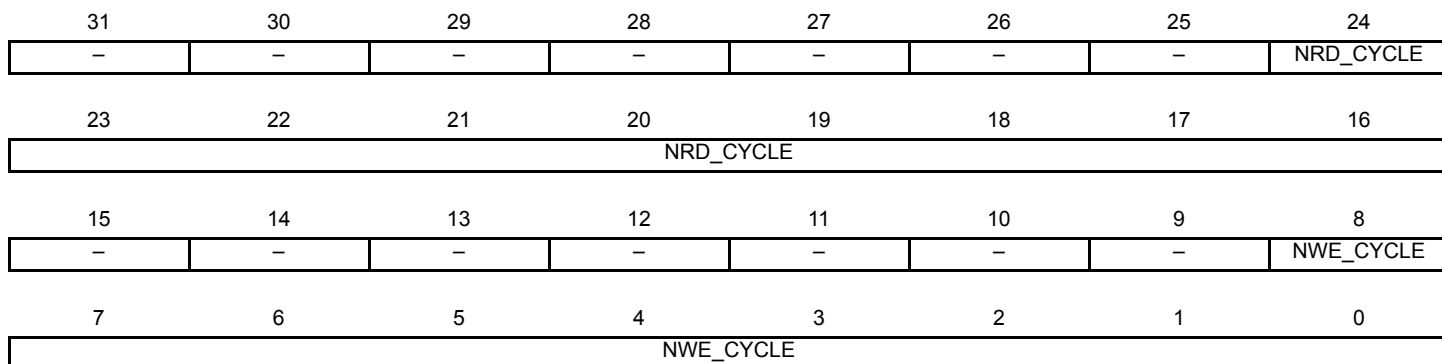 31 30 29 28 27 26 25 24
– – – – – – – NRD_CYCLE
23 22 21 20 19 18 17 16
NRD_CYCLE
15 14 13 12 11 10 9 8
– – – – – – – NWE_CYCLE
7 6 5 4 3 2 1 0
NWE_CYCLE